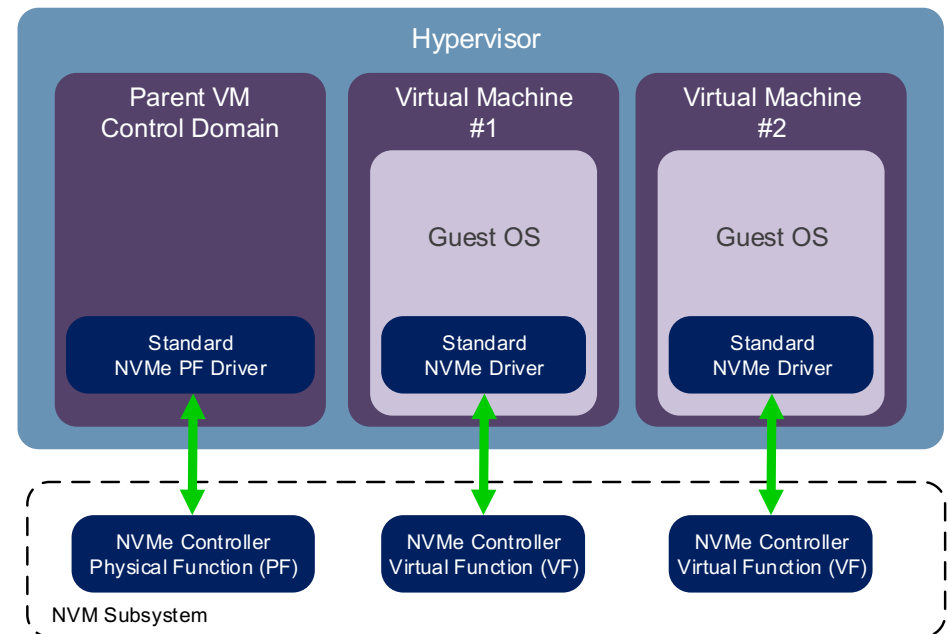 Hypervisor
Parent VM
Control Domain
Virtual Machine
#1
Virtual Machine
#2
Guest OS
Guest OS
Standard
NVMe PF Driver
Standard
NVMe Driver
Standard
NVMe Driver
NVMe Controller
Physical Function (PF)
NVMe Controller
Virtual Function (VF)
NVMe Controller
Virtual Function (VF)
NVM Subsystem